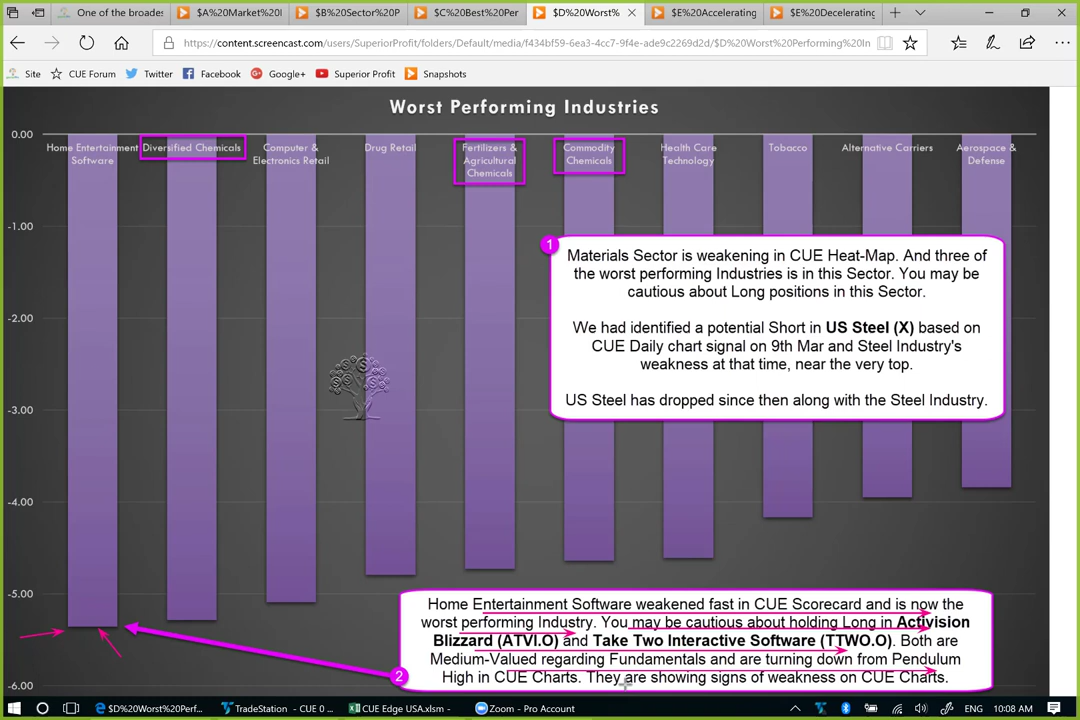 One of the broades
$A%20Market%20I
$B%20Sector%20P
$C%20Best%20Per
$D%20Worst%
$E%20Accelerating
$E%20Decelerating
https://content.screencast.com/users/SuperiorProfit/folders/Default/media/f434bf59-6ea3-4cc7-9f4e-ade9c2269d2d/$D%20Worst%20Performing%20In
Site
CUE Forum
Twitter
Facebook
Google+
Superior Profit
Snapshots
Worst Performing Industries
0.00
Home Entertainment
Software
Diversified Chemicals
Computer &
Electronics Retail
Drug Retail
Fertilizers &
Agricultural
Chemicals
Commodity
Chemicals
Health Care
Technology
Tobacco
Alternative Carriers
Aerospace &
Defense
-1.00
-2.00
-3.00
-4.00
-5.00
-6.00
1
Materials Sector is weakening in CUE Heat-Map. And three of
the worst performing Industries is in this Sector. You may be
cautious about Long positions in this Sector.
We had identified a potential Short in US Steel (X) based on
CUE Daily chart signal on 9th Mar and Steel Industry's
weakness at that time, near the very top.
US Steel has dropped since then along with the Steel Industry.
2
Home Entertainment Software weakened fast in CUE Scorecard and is now the
worst performing Industry. You may be cautious about holding Long in Activision
Blizzard (ATVI.O) and Take Two Interactive Software (TTWO.O). Both are
Medium-Valued regarding Fundamentals and are turning down from Pendulum
High in CUE Charts. They are showing signs of weakness on CUE Charts.
$D%20Worst%20Perf...
TradeStation - CUE 0 ...
CUE Edge USA.xlsm - ...
Zoom - Pro Account
ENG
10:08 AM